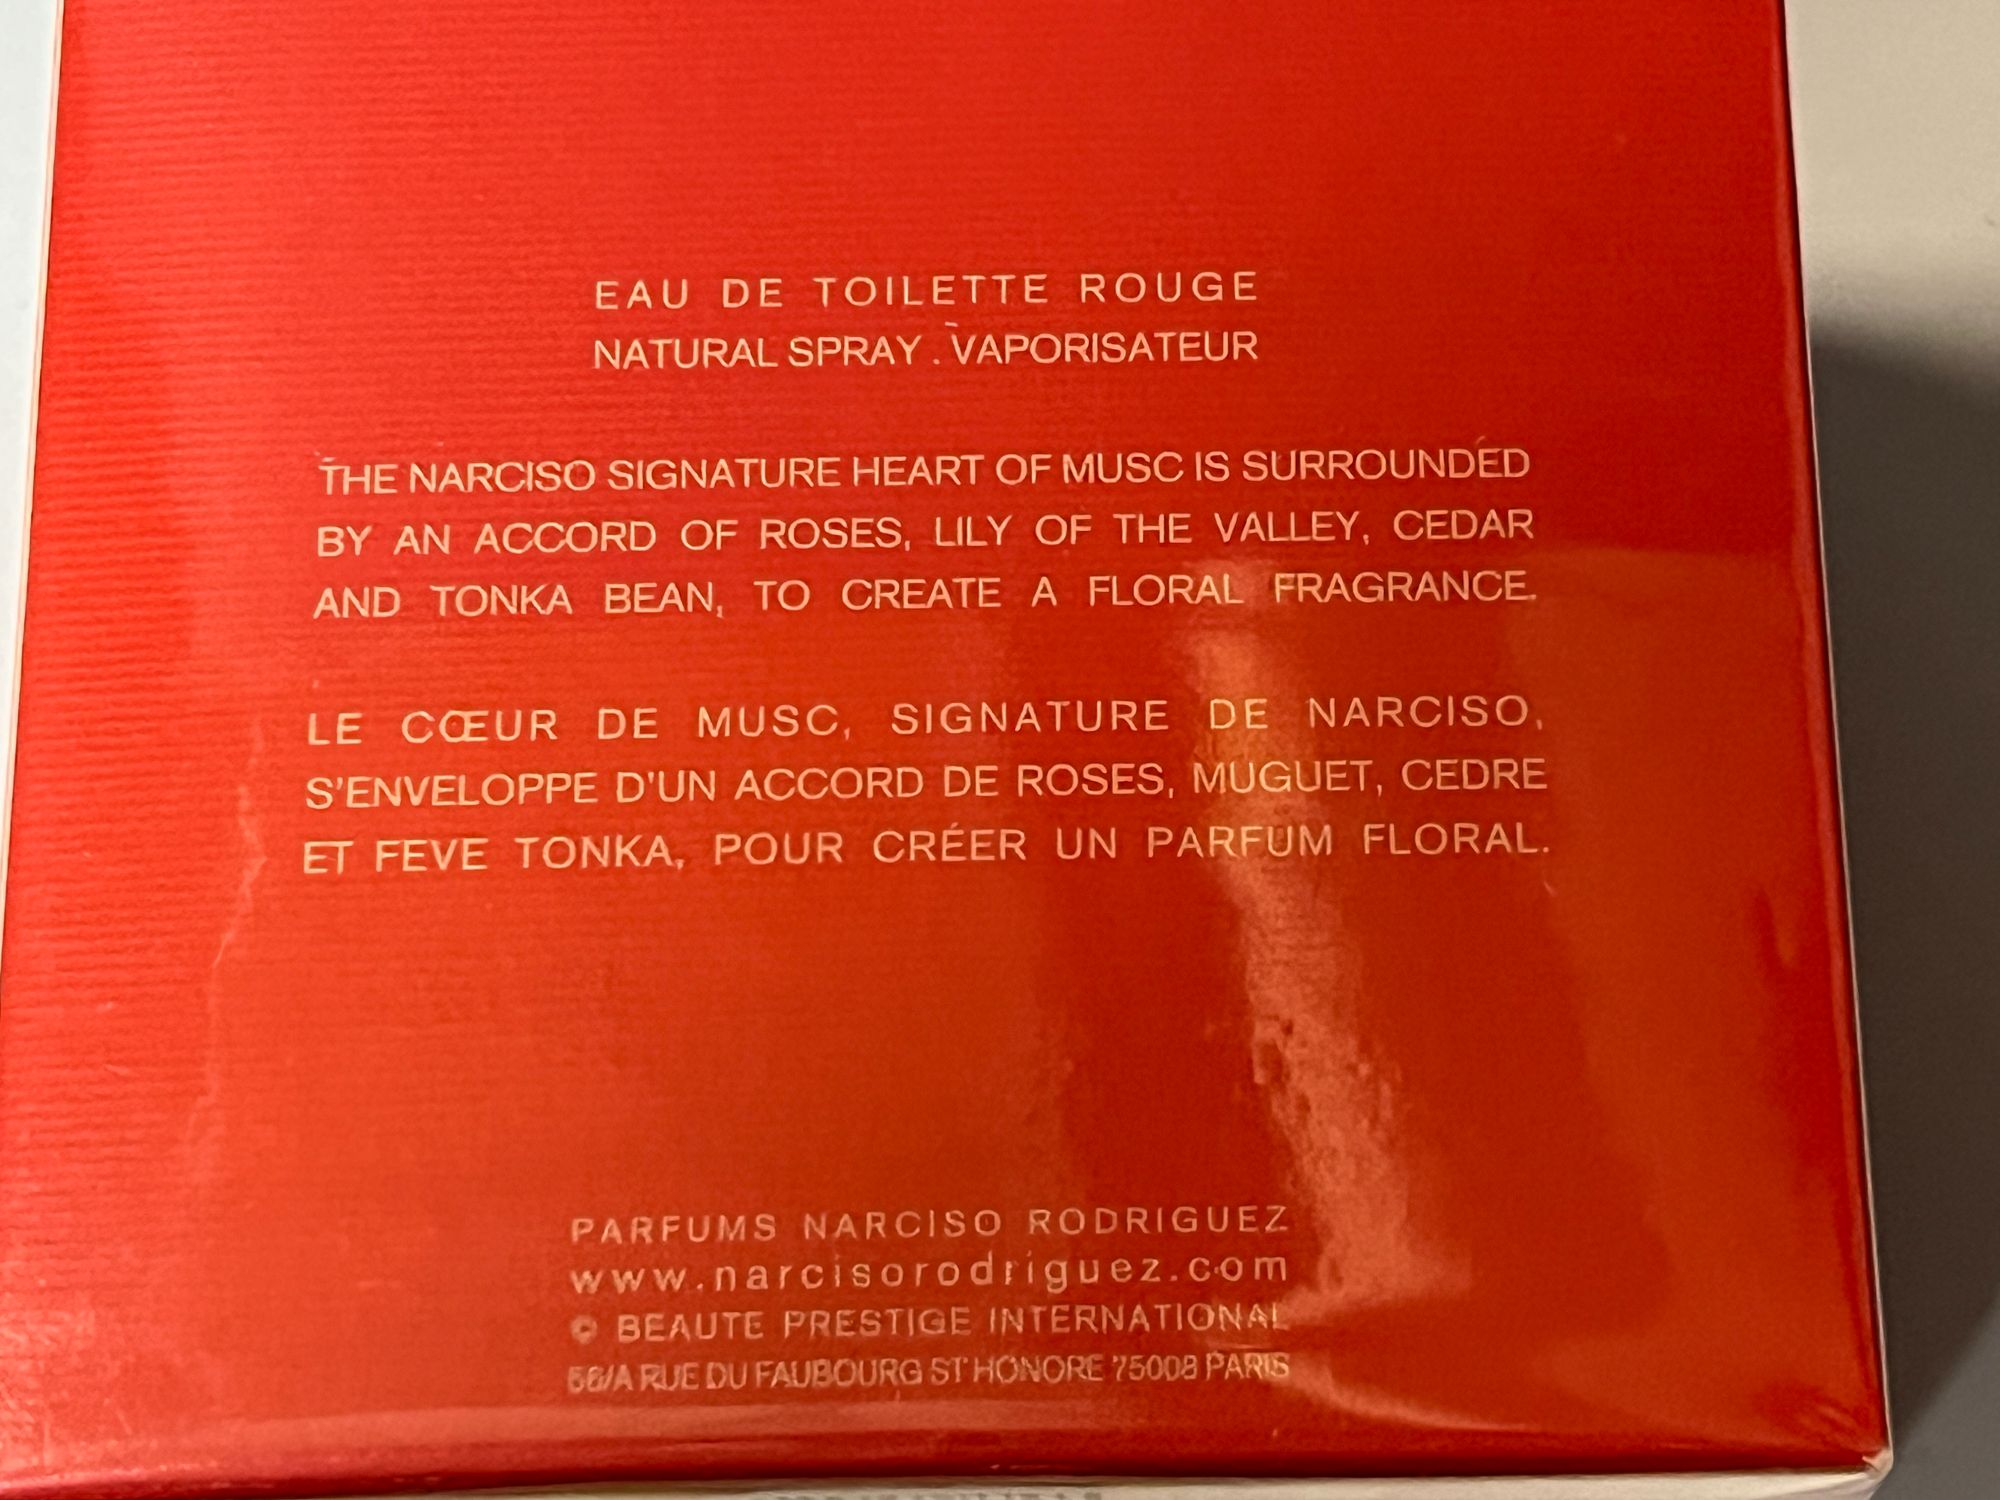 EAU DE TOILETTE ROUGE
NATURAL SPRAY . VAPORISATEUR
THE NARCISO SIGNATURE HEART OF MUSC IS SURROUNDED
BY AN ACCORD OF ROSES, LILY OF THE VALLEY, CEDAR
AND TONKA BEAN, TO CREATE A FLORAL FRAGRANCE.
LE CŒUR DE MUSC, SIGNATURE DE NARCISO,
S'ENVELOPPE D'UN ACCORD DE ROSES, MUGUET, CEDRE
ET FEVE TONKA, POUR CRÉER UN PARFUM FLORAL.
PARFUMS NARCISO RODRIGUEZ
www.narcisorodriguez.com
© BEAUTE PRESTIGE INTERNATIONAL
RUE DU FAUBOURG ST HONORE 75008 PARIS